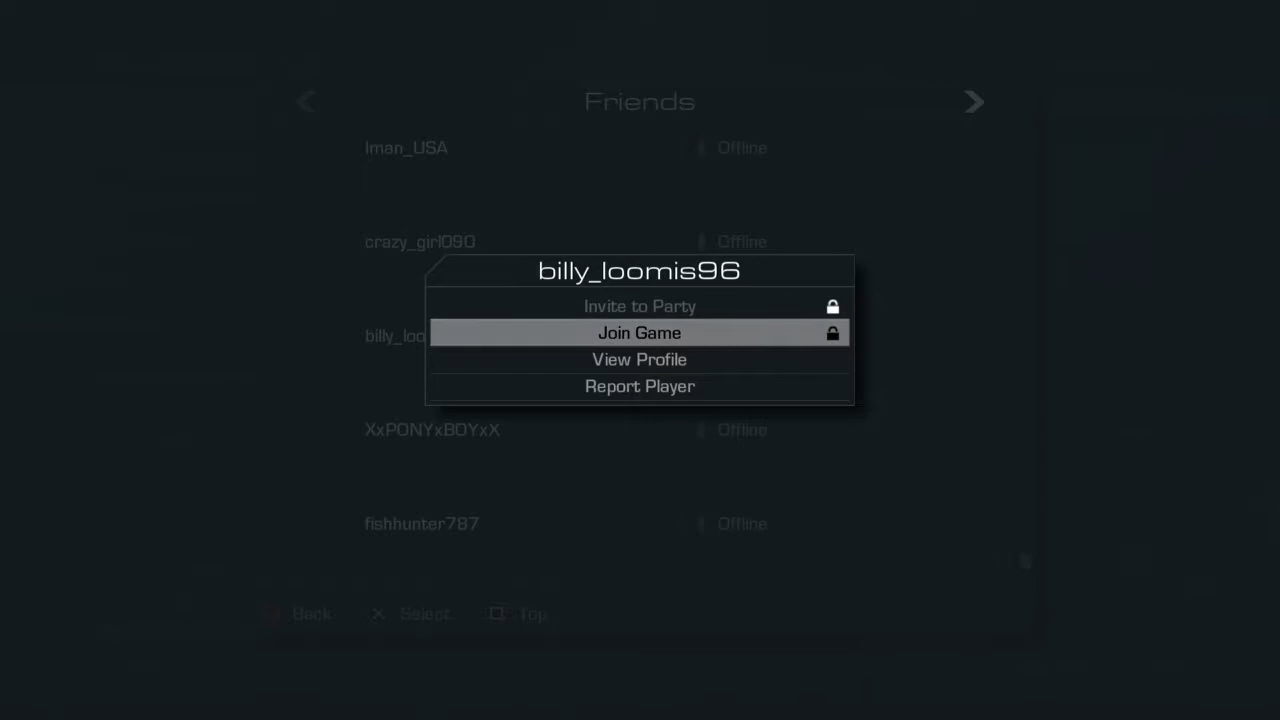 Friends
Iman_USA Offline
crazy_girl090 Offline
billy_loomis96
Invite to Party
billy_loo Join Game
View Profile
Report Player
XxPONYxBOYxX Offline
fishhunter787 Offline
Back Select Top